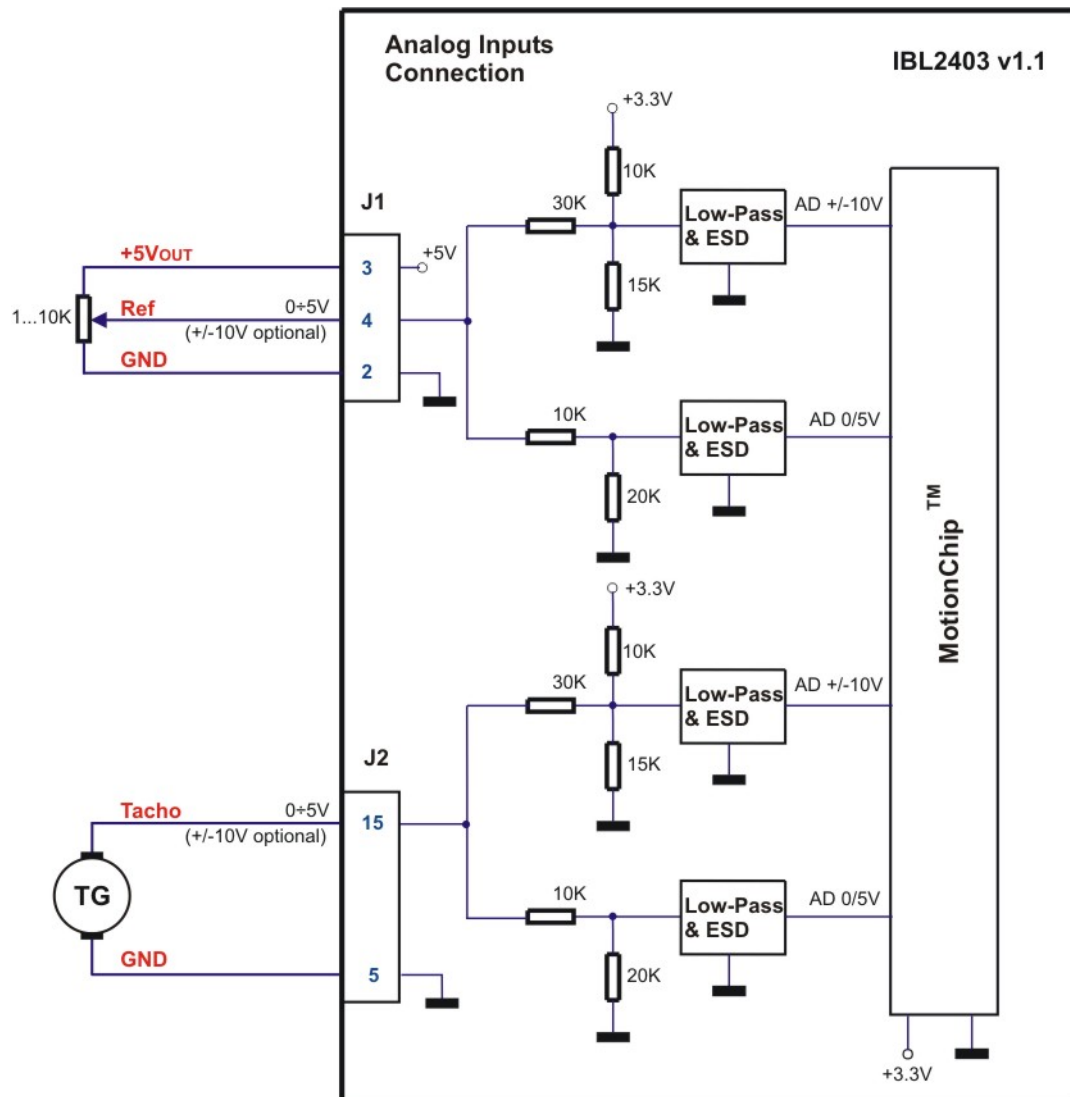 Analog Inputs
Connection
IBL2403 v1.1
+3.3V
10K
J1
30K
Low-Pass
& ESD
AD +/-10V
+5VOUT
3
+5V
15K
1...10K
Ref
0÷5V
4
(+/-10V optional)
GND
2
10K
Low-Pass
& ESD
AD 0/5V
20K
MotionChip™
+3.3V
10K
30K
Low-Pass
& ESD
AD +/-10V
J2
15K
Tacho
0÷5V
15
(+/-10V optional)
TG
10K
Low-Pass
& ESD
AD 0/5V
GND
5
20K
+3.3V